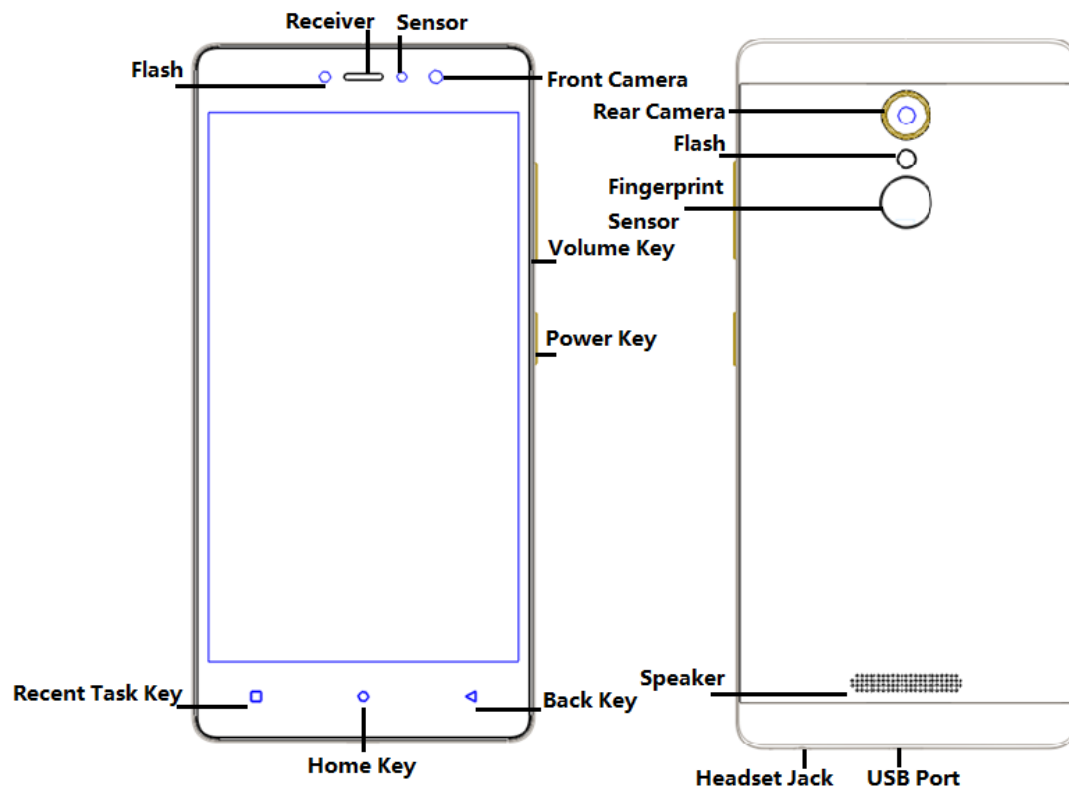 Receiver
Sensor
Flash
Front Camera
Volume Key
Power Key
Recent Task Key
Back Key
Home Key
Rear Camera
Flash
Fingerprint
Sensor
Speaker
Headset Jack
USB Port